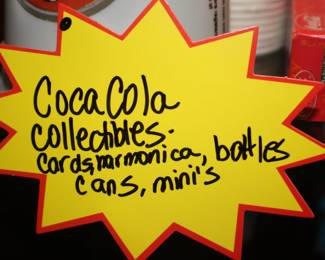 Coca Cola
collectibles.
Cards, harmonica, bottles
cans, mini's